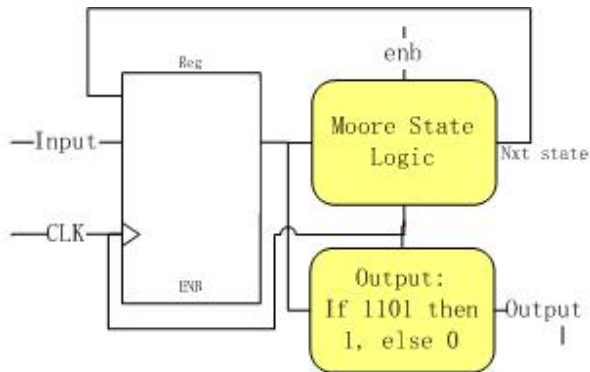 Reg
enb
Input
Moore State
Logic
Nxt state
CLK
ENB
Output:
If 1101 then
1, else 0
Output